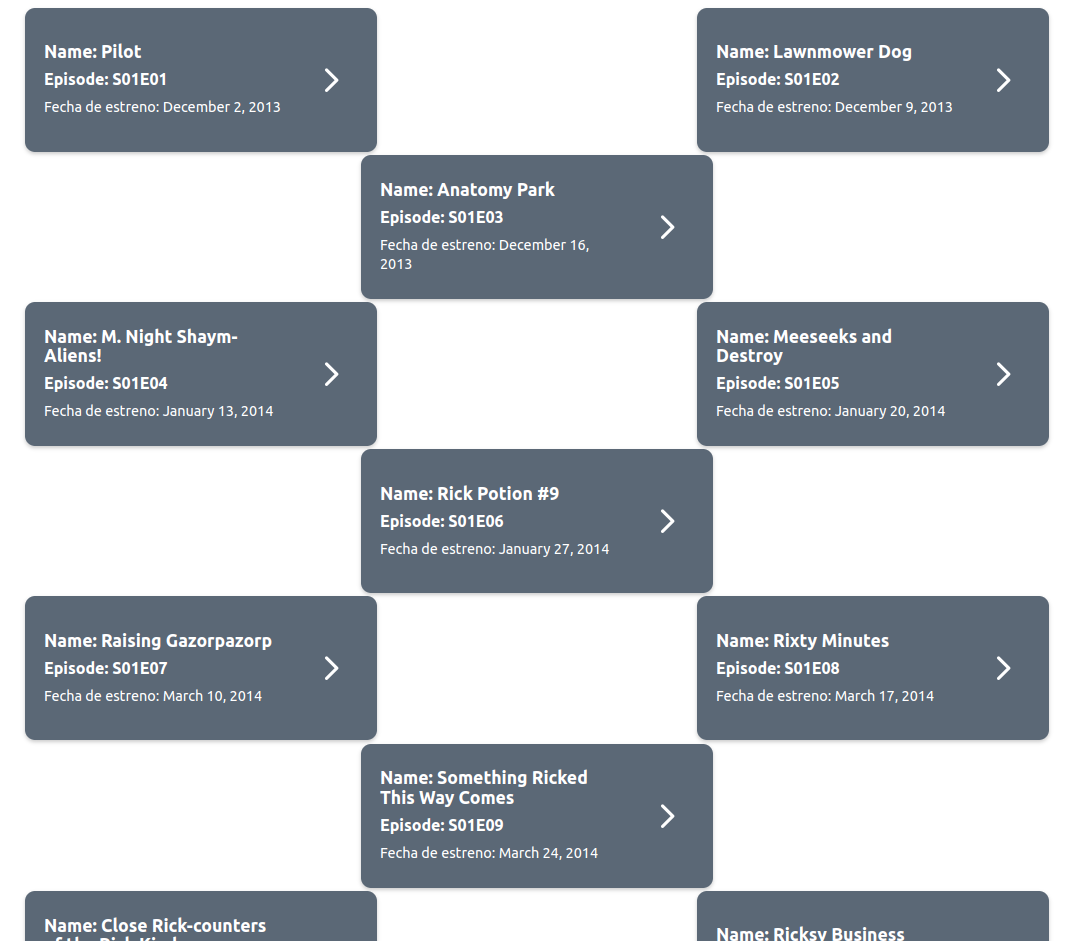 Name: Pilot
Episode: S01E01
Fecha de estreno: December 2, 2013
Name: Lawnmower Dog
Episode: S01E02
Fecha de estreno: December 9, 2013
Name: Anatomy Park
Episode: S01E03
Fecha de estreno: December 16,
2013
Name: M. Night Shaym-
Aliens!
Episode: S01E04
Fecha de estreno: January 13, 2014
Name: Meeseeks and
Destroy
Episode: S01E05
Fecha de estreno: January 20, 2014
Name: Rick Potion #9
Episode: S01E06
Fecha de estreno: January 27, 2014
Name: Raising Gazorpazorp
Episode: S01E07
Fecha de estreno: March 10, 2014
Name: Rixty Minutes
Episode: S01E08
Fecha de estreno: March 17, 2014
Name: Something Ricked
This Way Comes
Episode: S01E09
Fecha de estreno: March 24, 2014
Name: Close Rick-counters
of the Rick Kind
Name: Ricksy Business